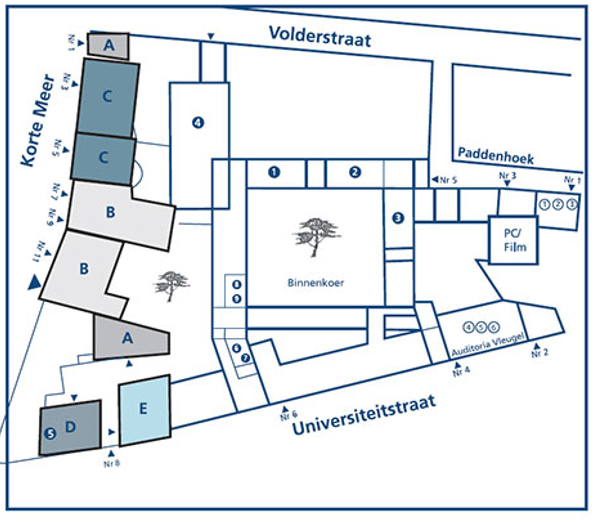 Volderstraat
Nr 1
A
Korte Meer
Nr 3
C
4
Nr 5
C
Paddenhoek
1
2
Nr 5
Nr 3
Nr 1
Nr 7
Nr 9
B
3
1 2 3
PC/
Film
Nr 11
B
Binnenkoer
8
9
4 5 6
Auditoria Vleugel
A
6
7
Nr 2
Nr 4
E
Nr 6
Universiteitstraat
5 D
Nr 8